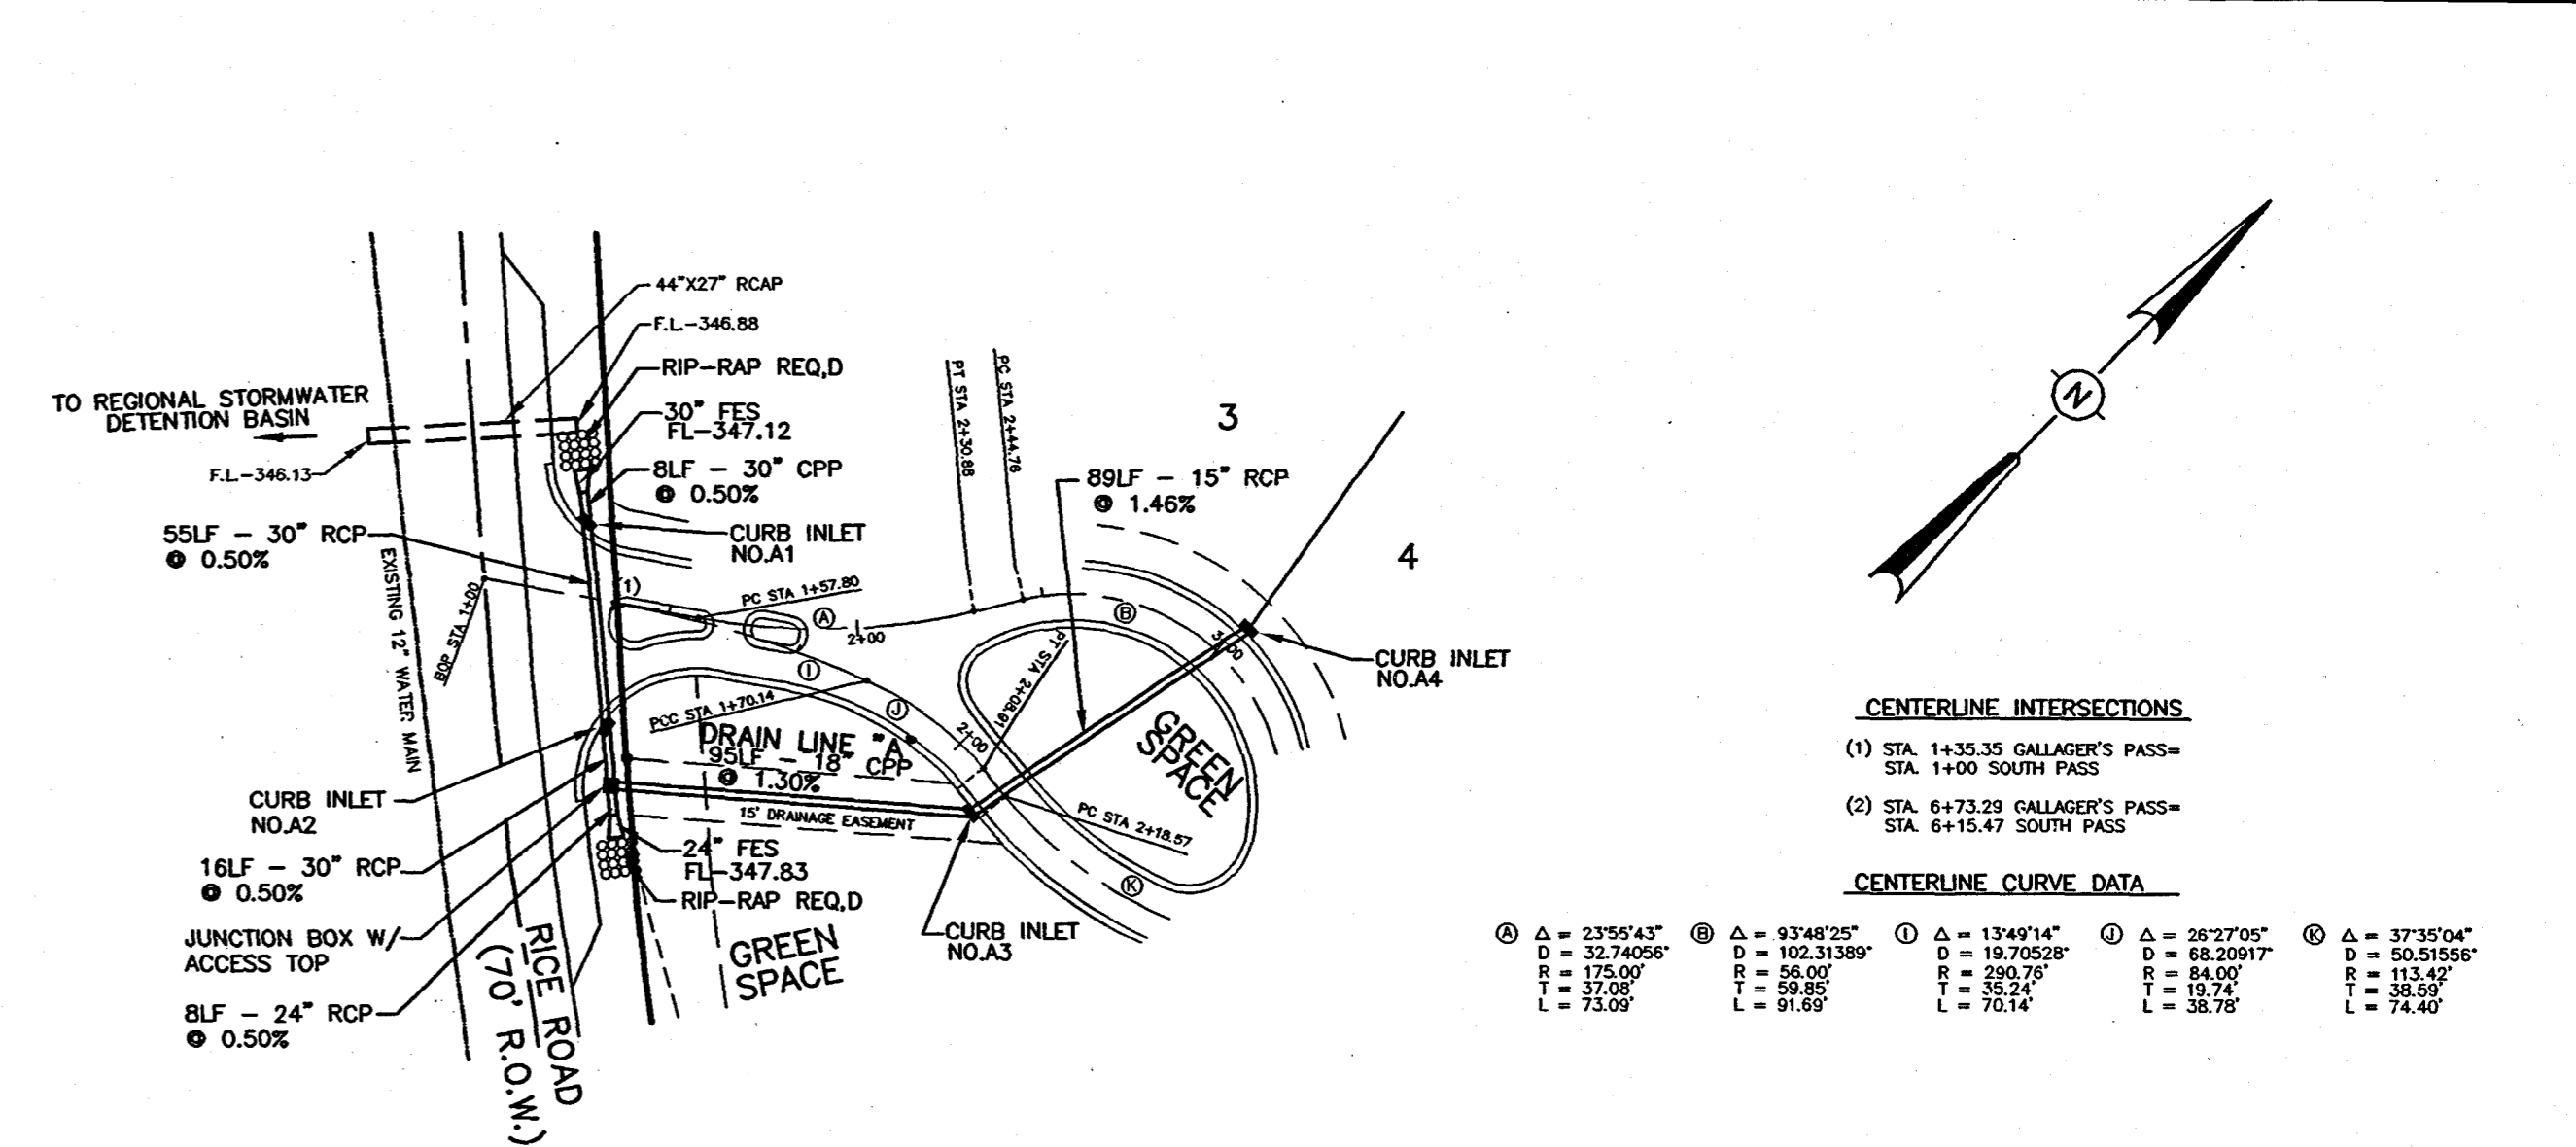 44"X27" RCAP
F.L.-346.88
RIP-RAP REQ,D
TO REGIONAL STORMWATER
DETENTION BASIN
30" FES
FL-347.12
F.L.-346.13
8LF - 30" CPP
@ 0.50%
55LF - 30" RCP
@ 0.50%
CURB INLET
NO.A1
EXISTING 12" WATER MAIN
BOP STA 1+00
(1)
PC STA 1+57.80
A
2+00
PT STA 2+30.88
PC STA 2+44.76
3
89LF - 15" RCP
@ 1.46%
4
B
3+00
CURB INLET
NO.A4
I
PCC STA 1+70.14
J
2+00
PT STA 2+08.91
DRAIN LINE "A"
95LF - 18" CPP
@ 1.30%
15' DRAINAGE EASEMENT
PC STA 2+18.57
GREEN
SPACE
K
CURB INLET
NO.A2
16LF - 30" RCP
@ 0.50%
24" FES
FL-347.83
RIP-RAP REQ,D
JUNCTION BOX W/
ACCESS TOP
CURB INLET
NO.A3
GREEN
SPACE
8LF - 24" RCP
@ 0.50%
RICE ROAD
(70' R.O.W.)
N
CENTERLINE INTERSECTIONS
(1) STA. 1+35.35 GALLAGER'S PASS=
STA. 1+00 SOUTH PASS
(2) STA. 6+73.29 GALLAGER'S PASS=
STA. 6+15.47 SOUTH PASS
CENTERLINE CURVE DATA
A Δ = 23°55'43"
D = 32.74056°
R = 175.00'
T = 37.08'
L = 73.09'
B Δ = 93°48'25"
D = 102.31389°
R = 56.00'
T = 59.85'
L = 91.69'
I Δ = 13°49'14"
D = 19.70528°
R = 290.76'
T = 35.24'
L = 70.14'
J Δ = 26°27'05"
D = 68.20917°
R = 84.00'
T = 19.74'
L = 38.78'
K Δ = 37°35'04"
D = 50.51556°
R = 113.42'
T = 38.59'
L = 74.40'